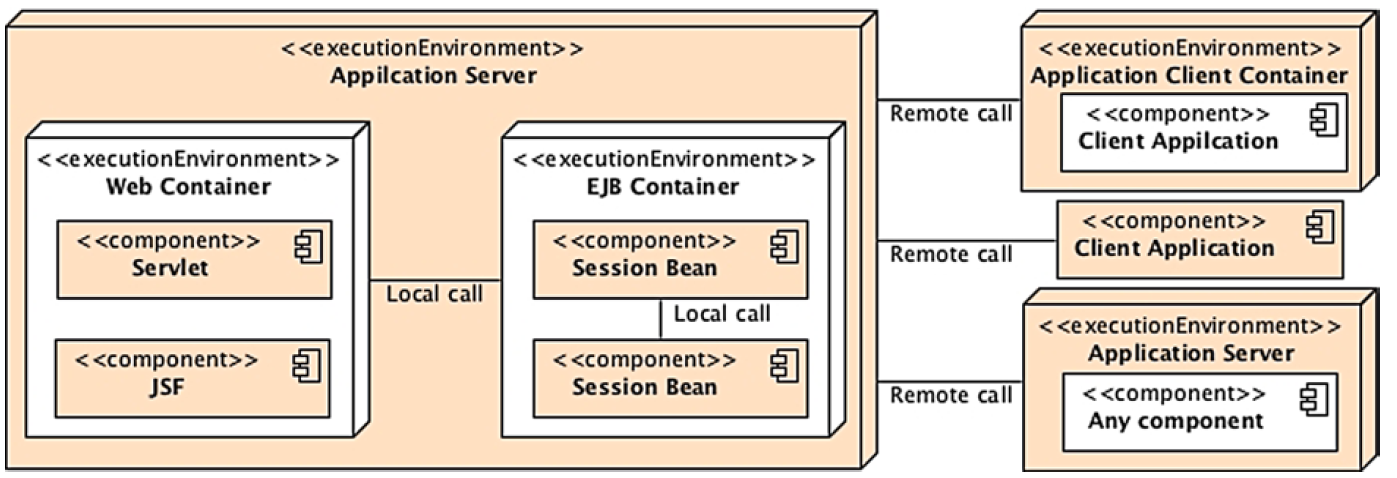 <<executionEnvironment>>
Appilcation Server
<<executionEnvironment>>
Web Container
<<component>>
Servlet
<<component>>
JSF
Local call
<<executionEnvironment>>
EJB Container
<<component>>
Session Bean
Local call
<<component>>
Session Bean
Remote call
<<executionEnvironment>>
Application Client Container
<<component>>
Client Appilcation
Remote call
<<component>>
Client Application
Remote call
<<executionEnvironment>>
Application Server
<<component>>
Any component